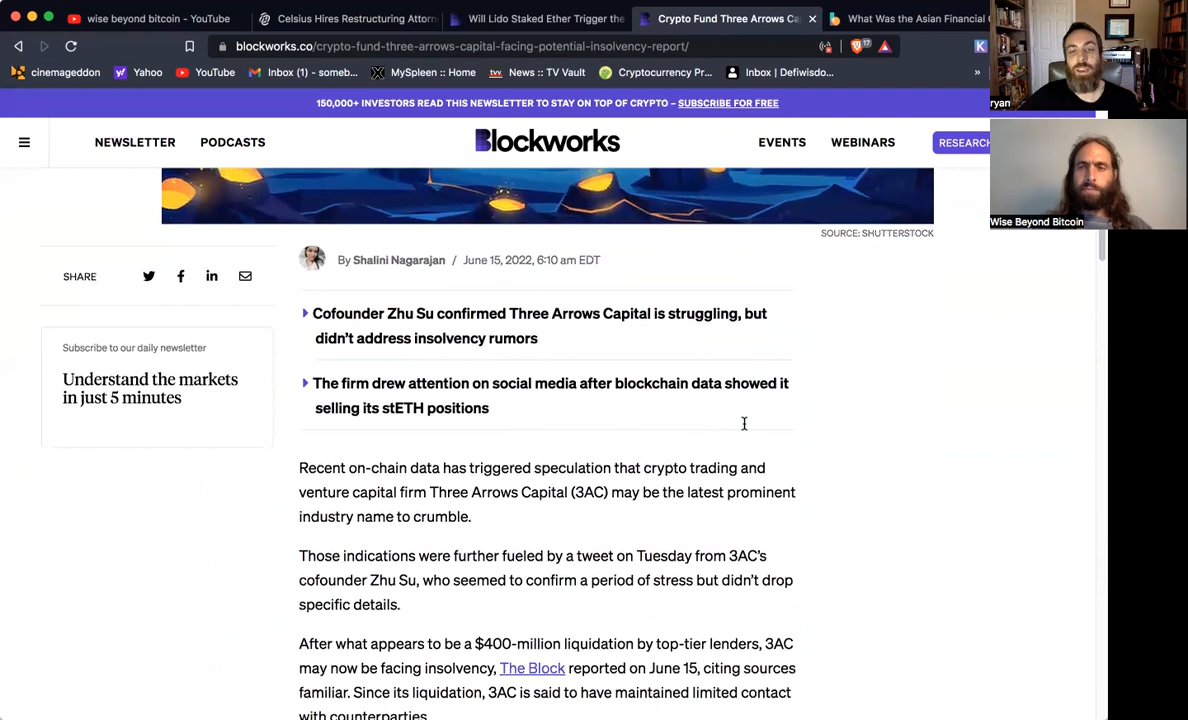 wise beyond bitcoin - YouTube
Celsius Hires Restructuring Attorn
Will Lido Staked Ether Trigger the
Crypto Fund Three Arrows Ca
What Was the Asian Financial C
blockworks.co/crypto-fund-three-arrows-capital-facing-potential-insolvency-report/
17
K
cinemageddon
Yahoo
YouTube
Inbox (1) - someb...
MySpleen :: Home
tvv
News :: TV Vault
Cryptocurrency Pr...
Inbox | Defiwisdo...
»
ryan
Wise Beyond Bitcoin
150,000+ INVESTORS READ THIS NEWSLETTER TO STAY ON TOP OF CRYPTO - SUBSCRIBE FOR FREE
NEWSLETTER
PODCASTS
Blockworks
EVENTS
WEBINARS
RESEARCH
SOURCE: SHUTTERSTOCK
SHARE
By Shalini Nagarajan / June 15, 2022, 6:10 am EDT
Cofounder Zhu Su confirmed Three Arrows Capital is struggling, but
didn't address insolvency rumors
Subscribe to our daily newsletter
Understand the markets
in just 5 minutes
The firm drew attention on social media after blockchain data showed it
selling its stETH positions
Recent on-chain data has triggered speculation that crypto trading and
venture capital firm Three Arrows Capital (3AC) may be the latest prominent
industry name to crumble.
Those indications were further fueled by a tweet on Tuesday from 3AC's
cofounder Zhu Su, who seemed to confirm a period of stress but didn't drop
specific details.
After what appears to be a $400-million liquidation by top-tier lenders, 3AC
may now be facing insolvency, The Block reported on June 15, citing sources
familiar. Since its liquidation, 3AC is said to have maintained limited contact
with counterparties.